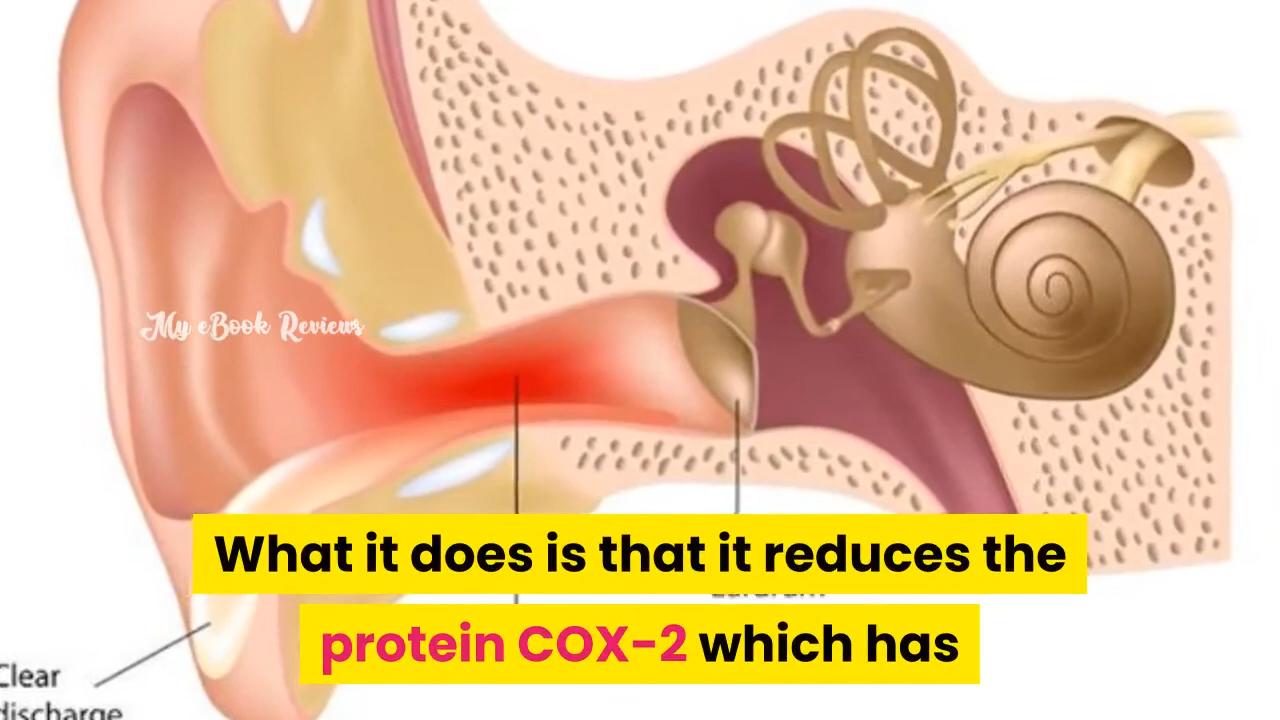 My eBook Reviews
What it does is that it reduces the
protein COX-2 which has
Clear
discharge